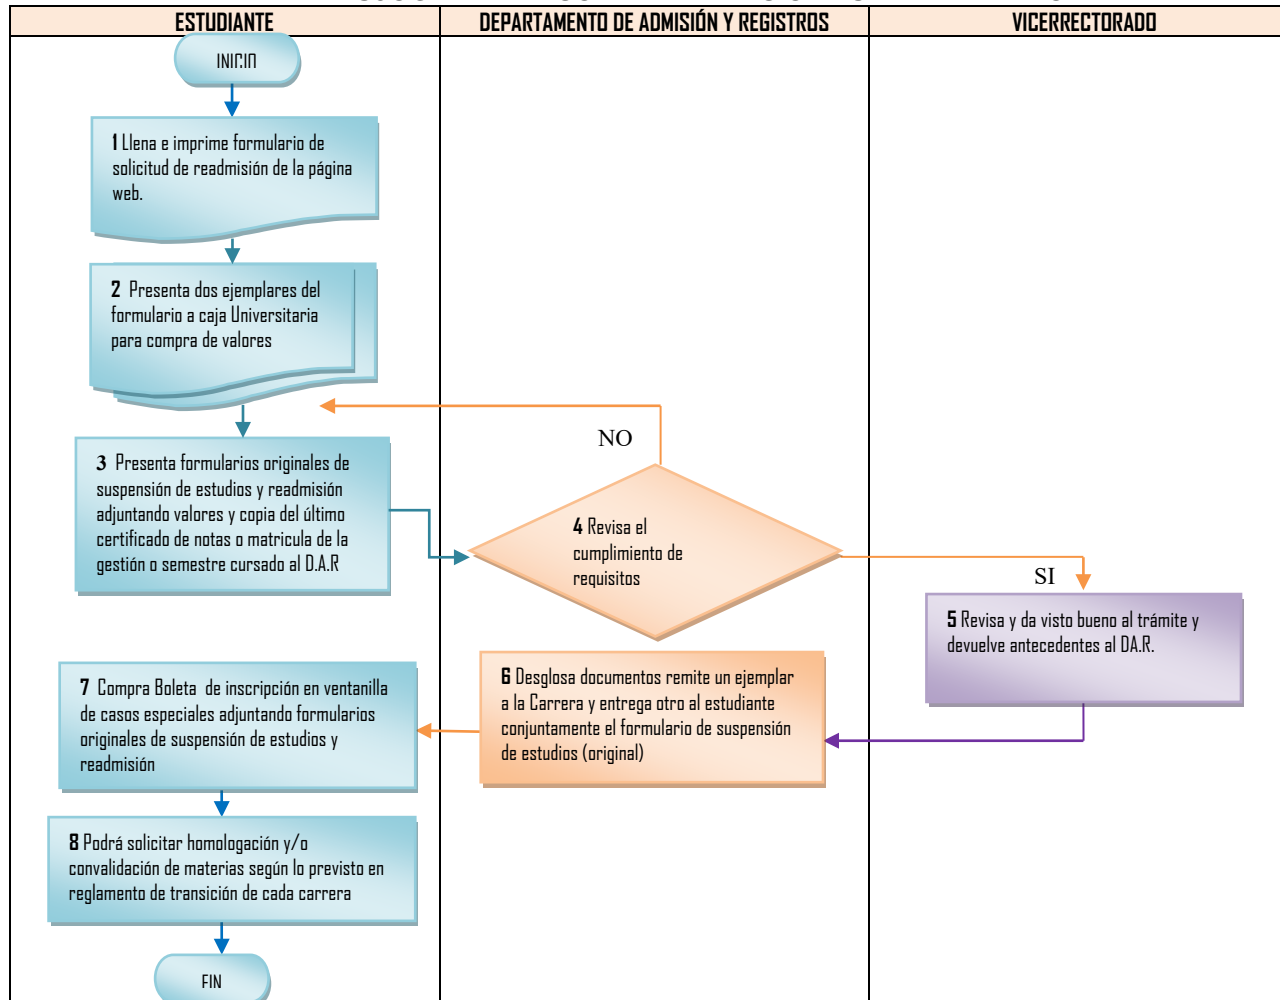 ESTUDIANTE
DEPARTAMENTO DE ADMISIÓN Y REGISTROS
VICERRECTORADO
INICIO
1 Llena e imprime formulario de
solicitud de readmisión de la página
web.
2 Presenta dos ejemplares del
formulario a caja Universitaria
para compra de valores
3 Presenta formularios originales de
suspensión de estudios y readmisión
adjuntando valores y copia del último
certificado de notas o matricula de la
gestión o semestre cursado al D.A.R
NO
4 Revisa el
cumplimiento de
requisitos
SI
5 Revisa y da visto bueno al trámite y
devuelve antecedentes al DA.R.
6 Desglosa documentos remite un ejemplar
a la Carrera y entrega otro al estudiante
conjuntamente el formulario de suspensión
de estudios (original)
7 Compra Boleta de inscripción en ventanilla
de casos especiales adjuntando formularios
originales de suspensión de estudios y
readmisión
8 Podrá solicitar homologación y/o
convalidación de materias según lo previsto en
reglamento de transición de cada carrera
FIN